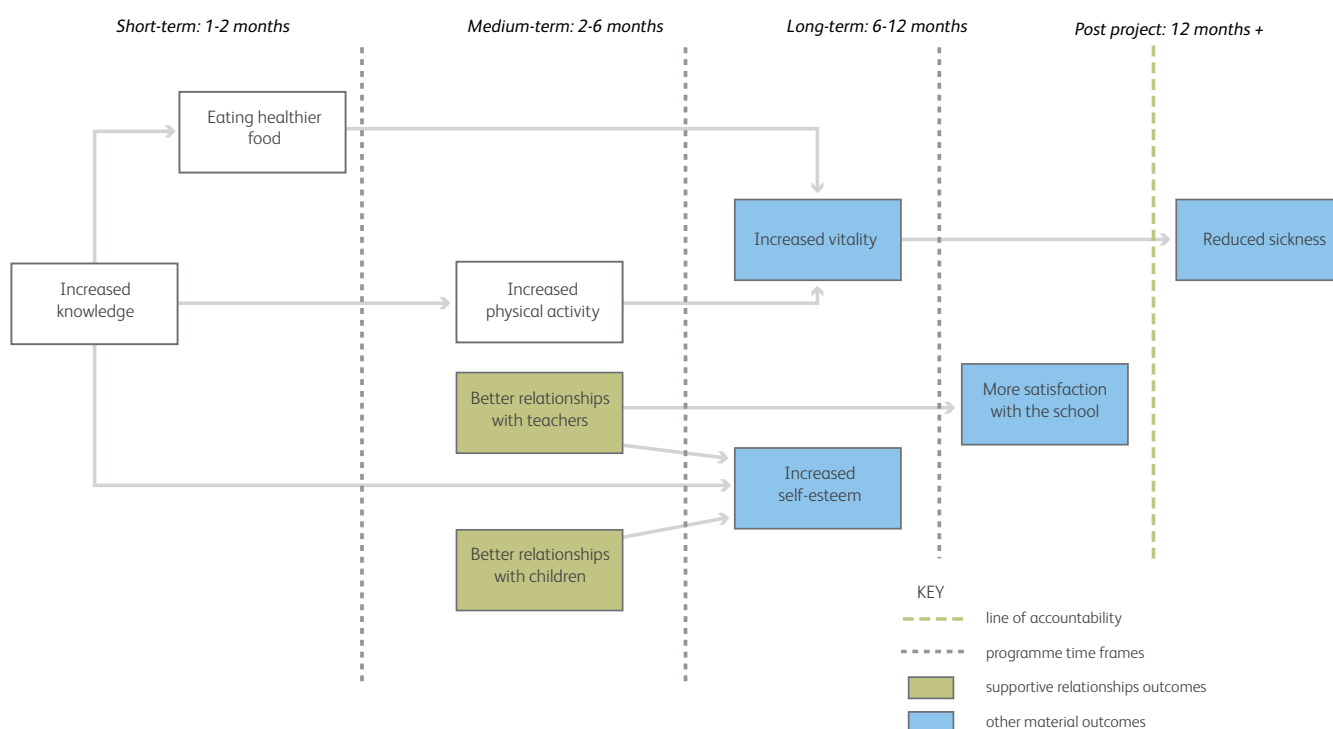 Short-term: 1-2 months
Medium-term: 2-6 months
Long-term: 6-12 months
Post project: 12 months +
Eating healthier
food
Increased vitality
Reduced sickness
Increased
knowledge
Increased
physical activity
Better relationships
with teachers
More satisfaction
with the school
Increased
self-esteem
Better relationships
with children
KEY
line of accountability
programme time frames
supportive relationships outcomes
other material outcomes